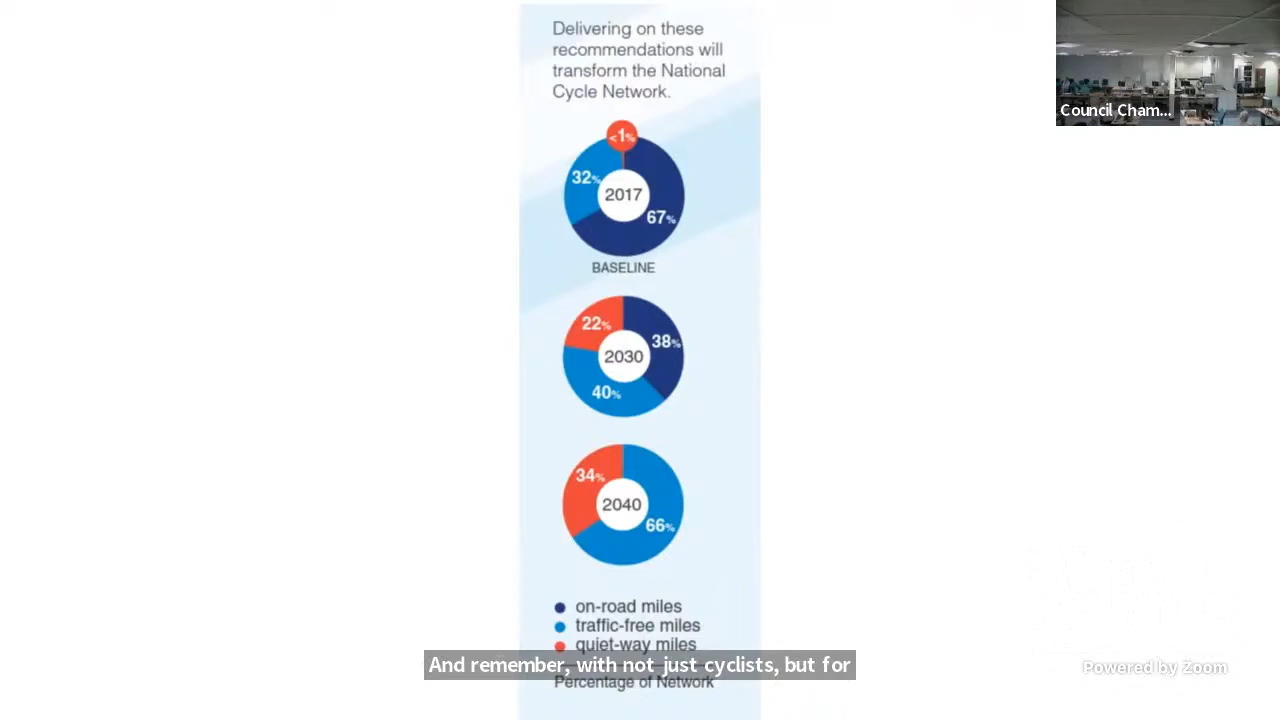 Delivering on these
recommendations will
transform the National
Cycle Network.
<1%
32%
2017
67%
BASELINE
22%
38%
2030
40%
34%
2040
66%
on-road miles
traffic-free miles
quiet-way miles
Percentage of Network
And remember, with not just cyclists, but for
Council Cham...
Powered by Zoom